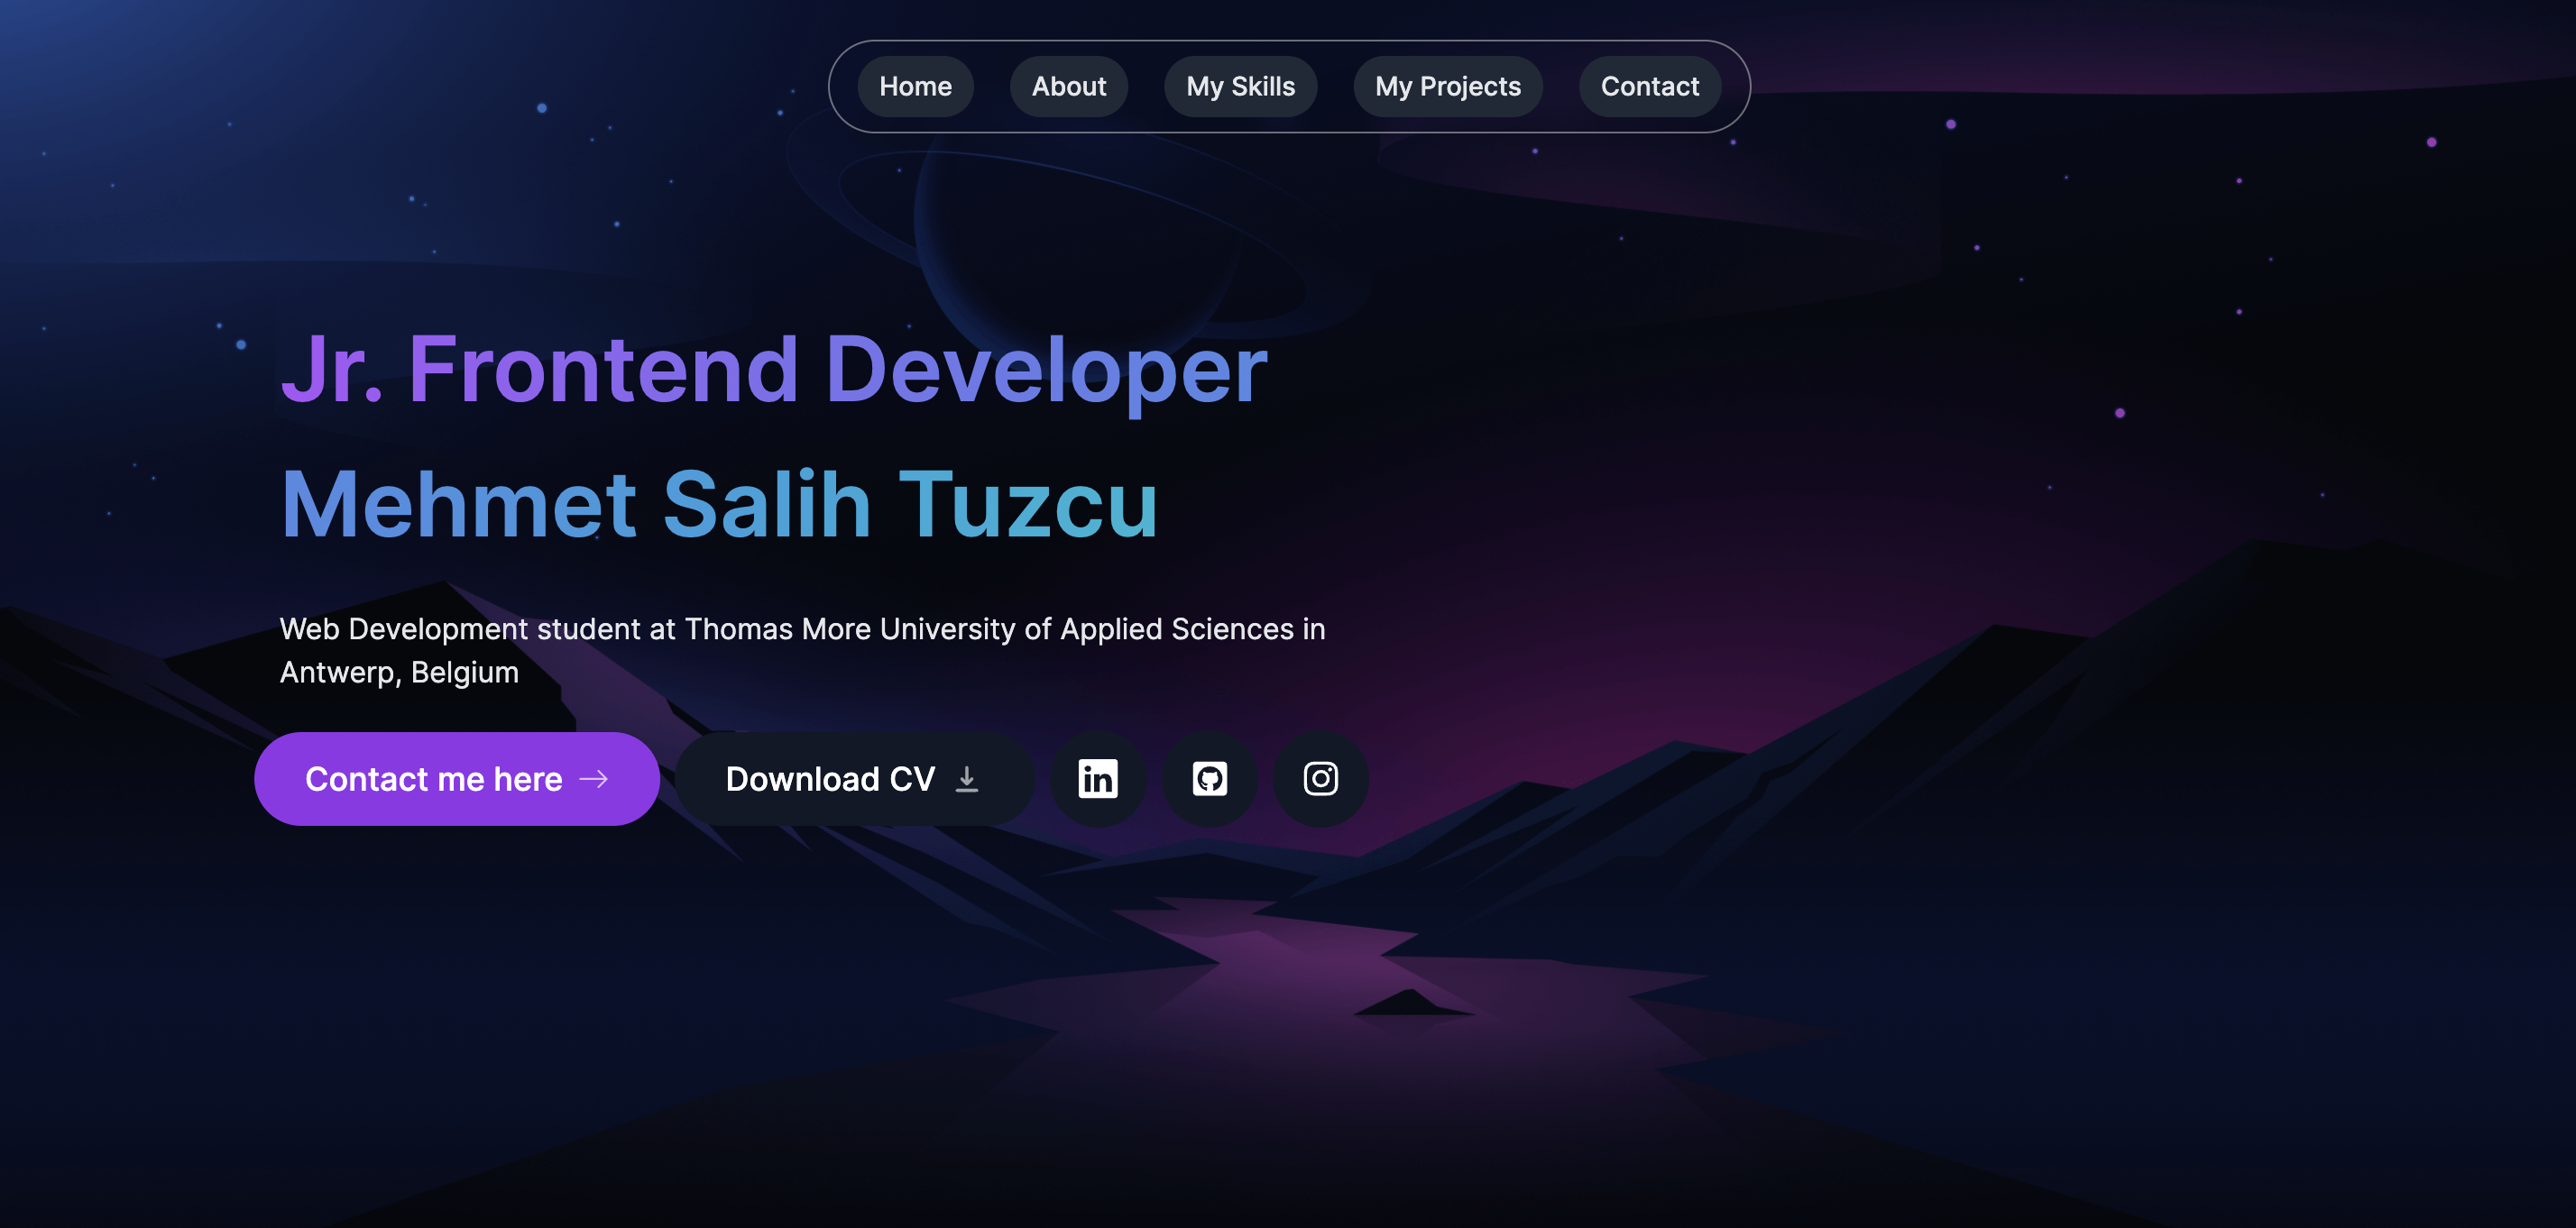 Home
About
My Skills
My Projects
Contact
Jr. Frontend Developer
Mehmet Salih Tuzcu
Web Development student at Thomas More University of Applied Sciences in
Antwerp, Belgium
Contact me here
Download CV
in